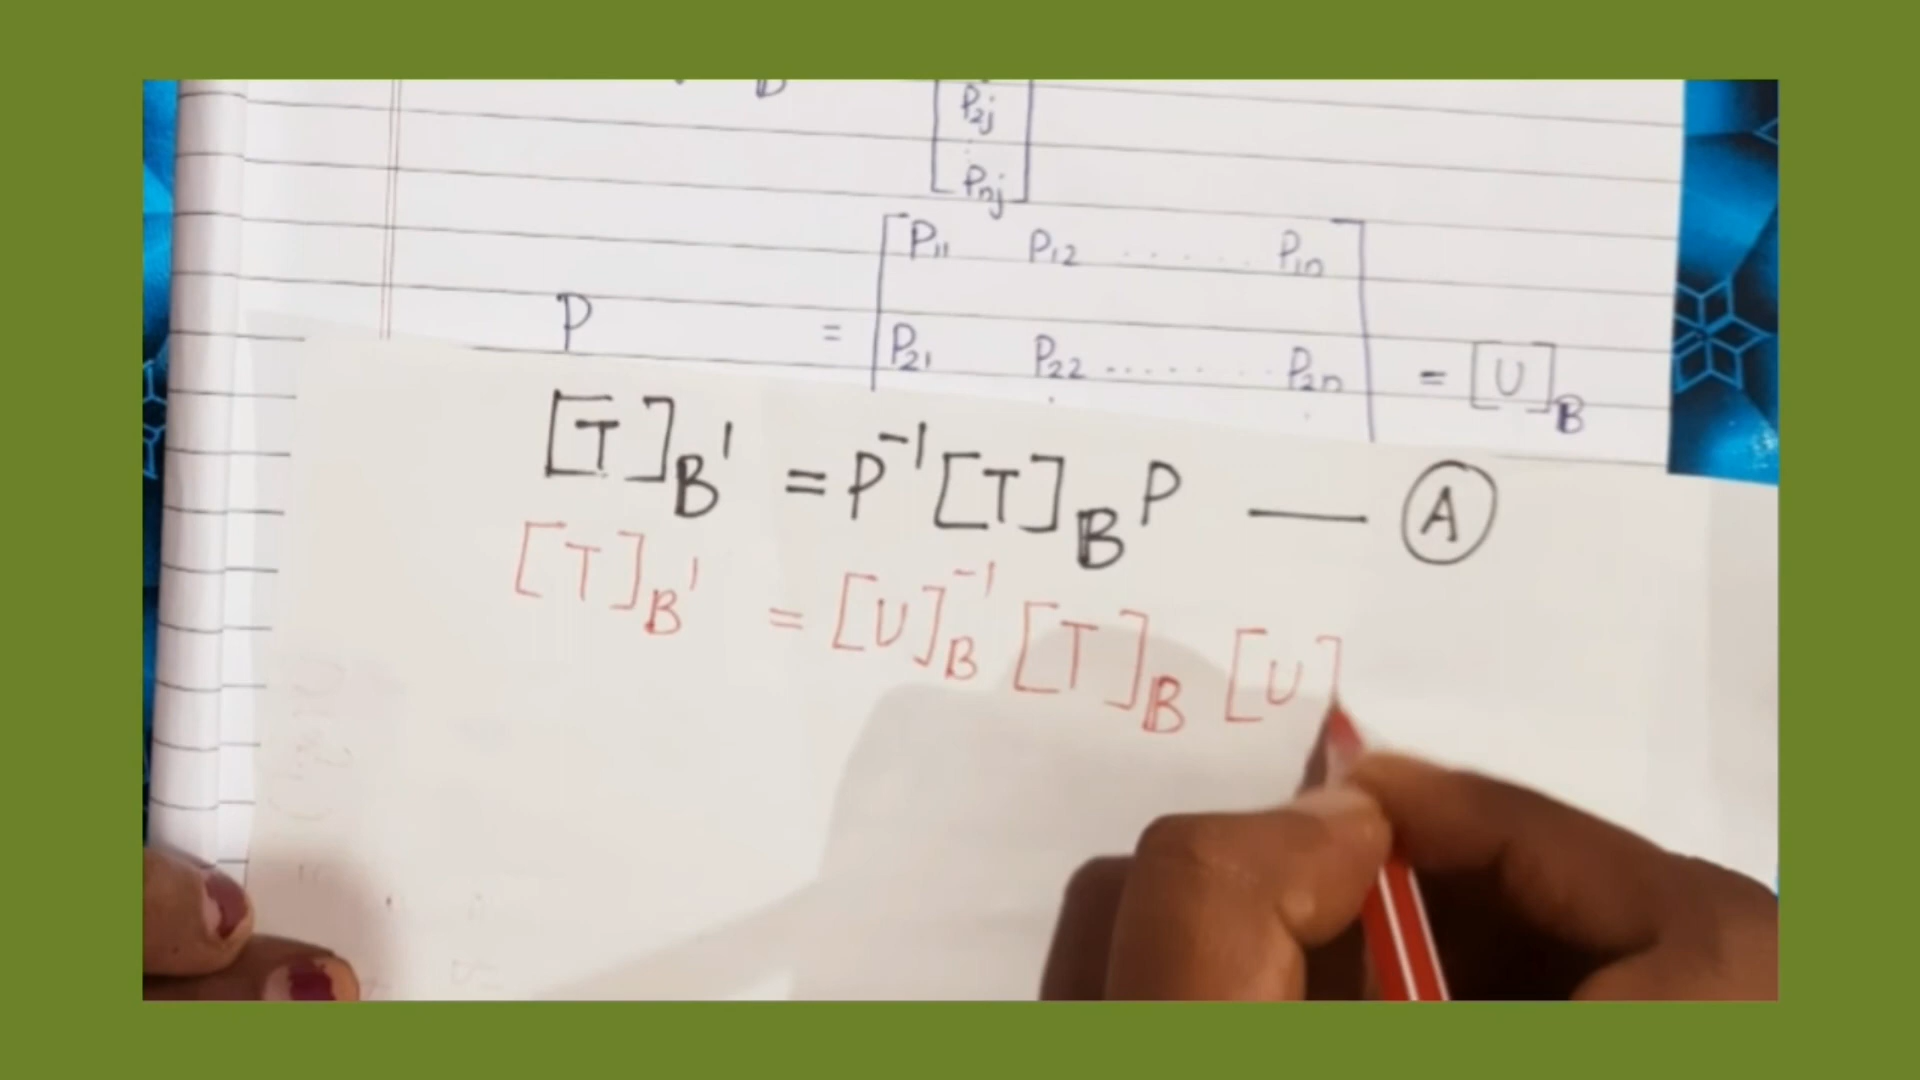 B
P2j
Pnj
P11 P12 ...... P1n
P = P21 P22 ........ P2n = [U]B
[T]B' = P⁻¹[T]B P — A
[T]B' = [U]B⁻¹ [T]B [U]